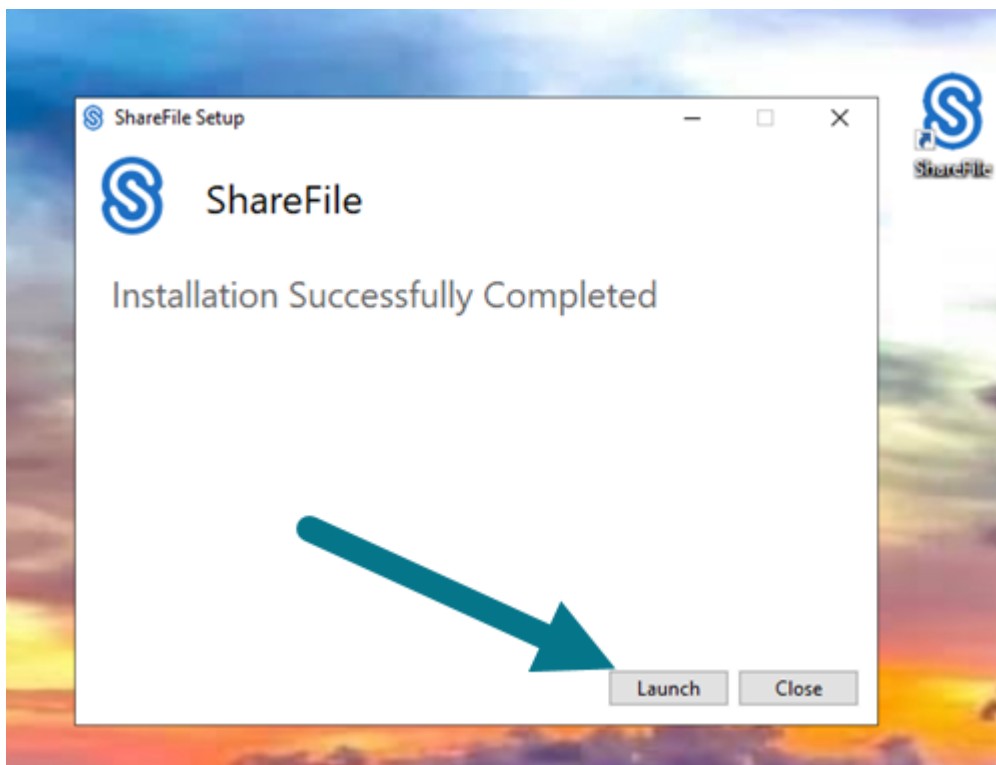 ShareFile Setup
ShareFile
ShareFile
Installation Successfully Completed
Launch
Close